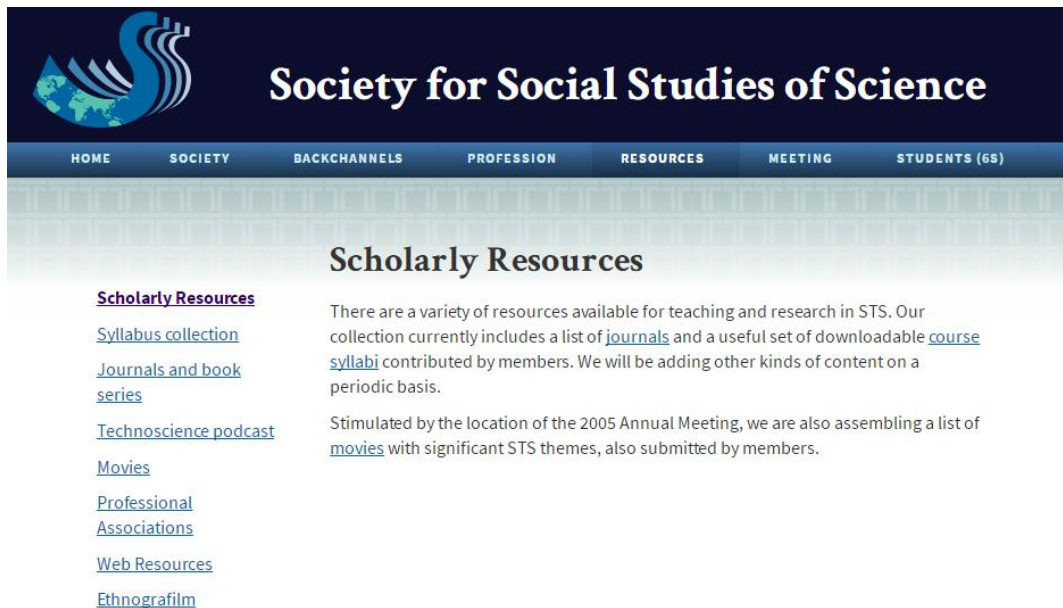 Society for Social Studies of Science
HOME SOCIETY BACKCHANNELS PROFESSION RESOURCES MEETING STUDENTS (6S)
Scholarly Resources
Scholarly Resources
Syllabus collection
Journals and book
series
Technoscience podcast
Movies
Professional
Associations
Web Resources
Ethnografilm
There are a variety of resources available for teaching and research in STS. Our
collection currently includes a list of journals and a useful set of downloadable course
syllabi contributed by members. We will be adding other kinds of content on a
periodic basis.
Stimulated by the location of the 2005 Annual Meeting, we are also assembling a list of
movies with significant STS themes, also submitted by members.